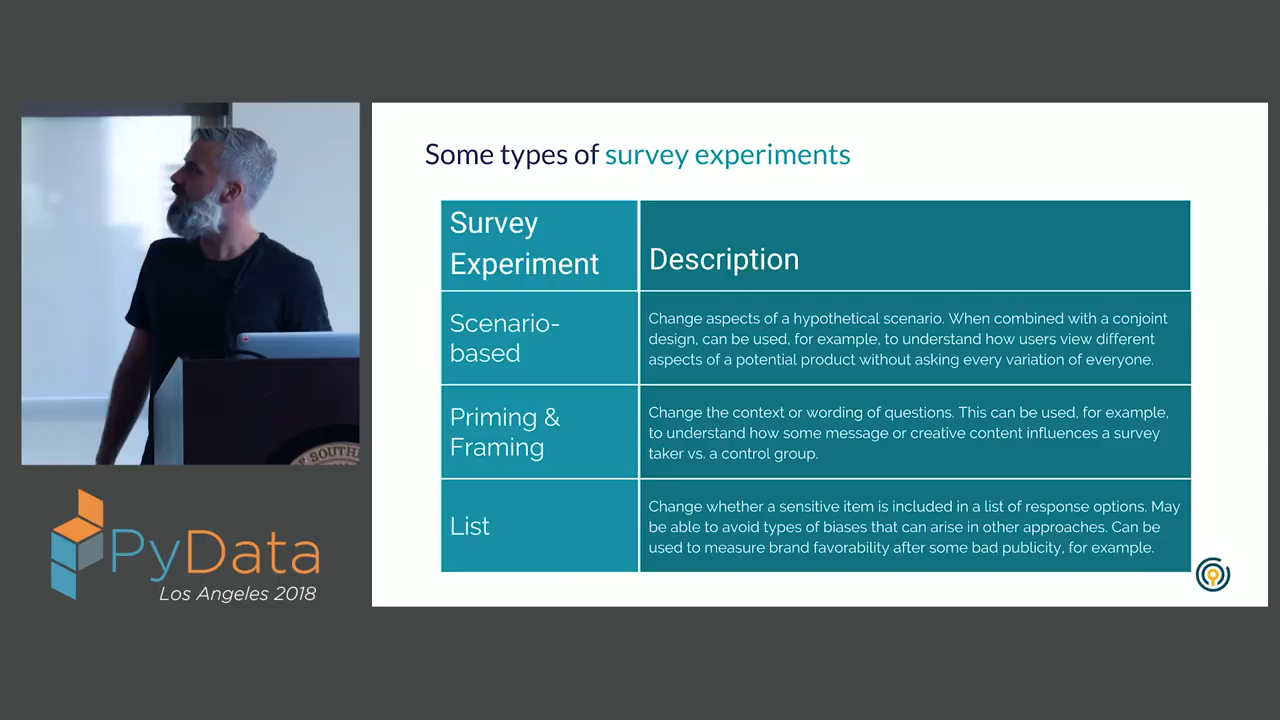 Some types of survey experiments
Survey
Experiment
Description
Scenario-
based
Change aspects of a hypothetical scenario. When combined with a conjoint
design, can be used, for example, to understand how users view different
aspects of a potential product without asking every variation of everyone.
Priming &
Framing
Change the context or wording of questions. This can be used, for example,
to understand how some message or creative content influences a survey
taker vs. a control group.
List
Change whether a sensitive item is included in a list of response options. May
be able to avoid types of biases that can arise in other approaches. Can be
used to measure brand favorability after some bad publicity, for example.
PyData
Los Angeles 2018